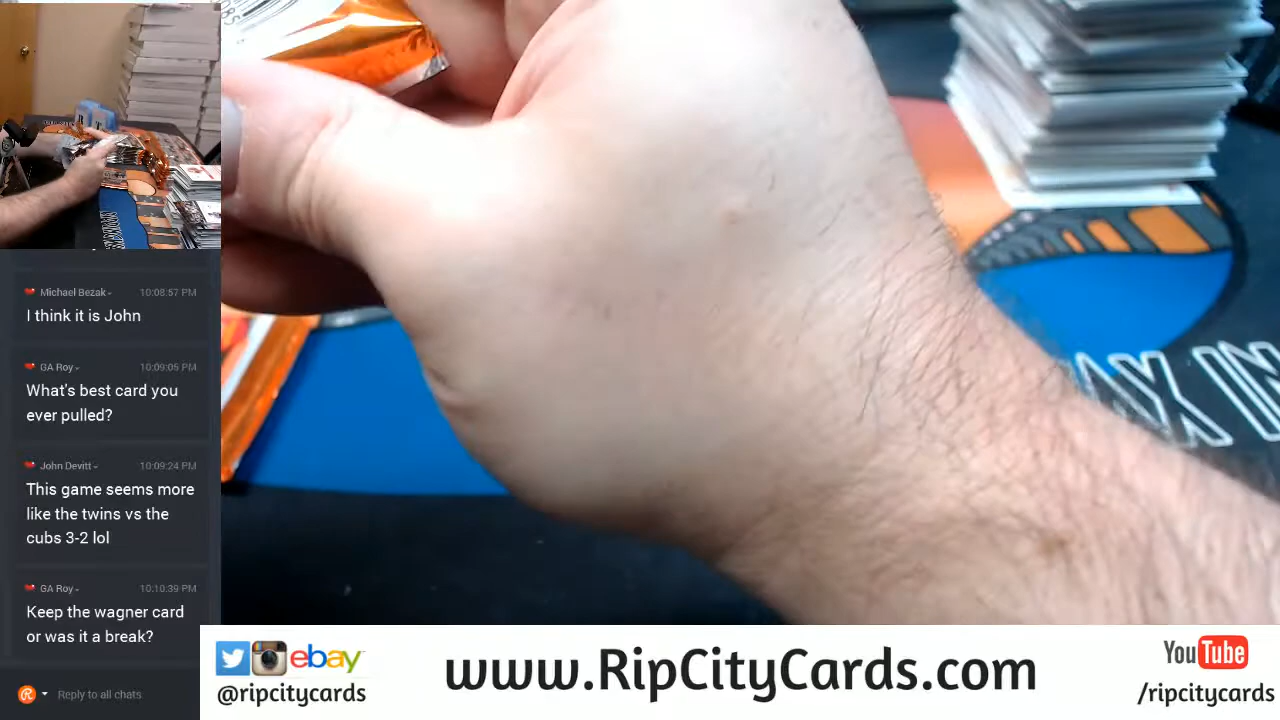 Michael Bezak 10:08:57 PM
I think it is John
GA Roy 10:09:05 PM
What's best card you
ever pulled?
John Devitt 10:09:24 PM
This game seems more
like the twins vs the
cubs 3-2 lol
GA Roy 10:10:39 PM
Keep the wagner card
or was it a break?
Reply to all chats
ebay
@ripcitycards
www.RipCityCards.com
YouTube
/ripcitycards